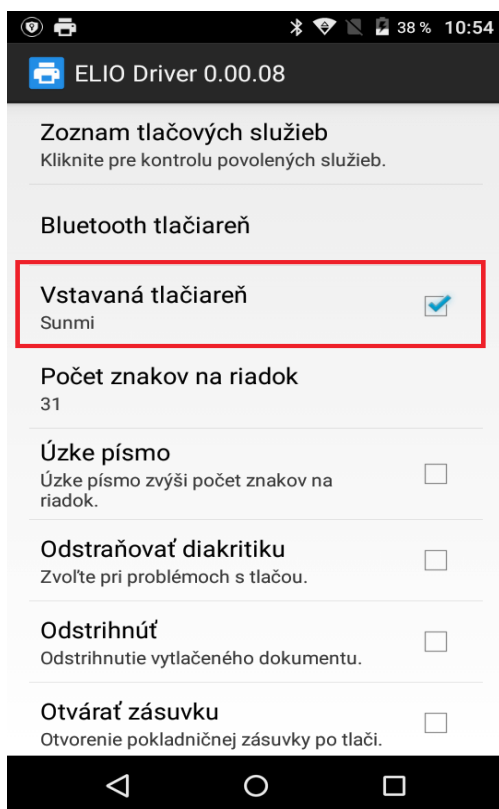 38 % 10:54
ELIO Driver 0.00.08
Zoznam tlačových služieb
Kliknite pre kontrolu povolených služieb.
Bluetooth tlačiareň
Vstavaná tlačiareň
Sunmi
Počet znakov na riadok
31
Úzke písmo
Úzke písmo zvýši počet znakov na
riadok.
Odstraňovať diakritiku
Zvoľte pri problémoch s tlačou.
Odstrihnúť
Odstrihnutie vytlačeného dokumentu.
Otvárať zásuvku
Otvorenie pokladničnej zásuvky po tlači.